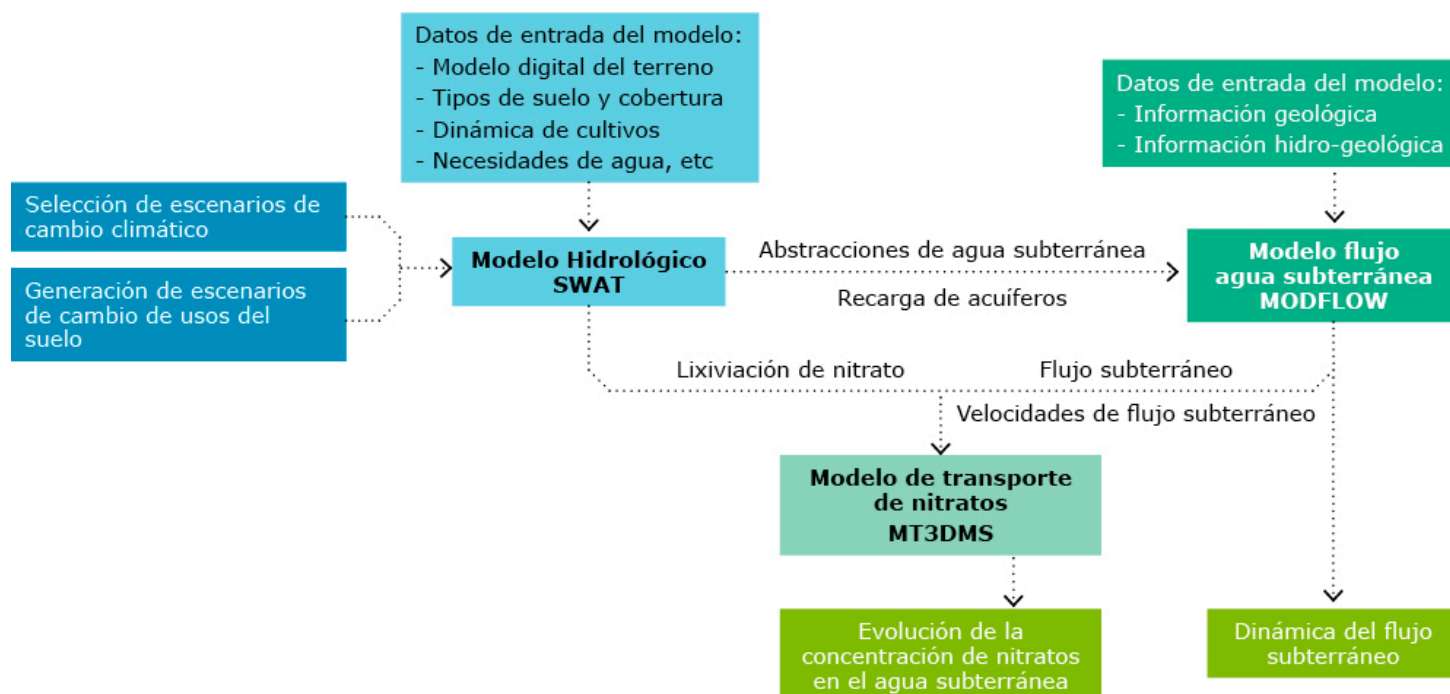 Datos de entrada del modelo:
- Modelo digital del terreno
- Tipos de suelo y cobertura
- Dinámica de cultivos
- Necesidades de agua, etc
Datos de entrada del modelo:
- Información geológica
- Información hidro-geológica
Selección de escenarios de
cambio climático
Generación de escenarios
de cambio de usos del
suelo
Modelo Hidrológico
SWAT
Abstracciones de agua subterránéa
Recarga de acuíferos
Modelo flujo
agua subterránea
MODFLOW
Lixiviación de nitrato
Flujo subterráneo
Velocidades de flujo subterráneo
Modelo de transporte
de nitratos
MT3DMS
Evolución de la
concentración de nitratos
en el agua subterránea
Dinámica del flujo
subterráneo